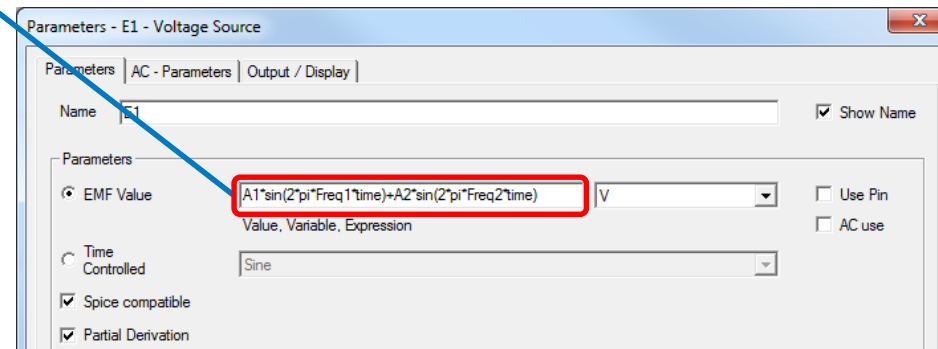 Parameters - E1 - Voltage Source
Parameters AC - Parameters Output / Display
Name E1 Show Name
Parameters
EMF Value A1*sin(2*pi*Freq1*time)+A2*sin(2*pi*Freq2*time) V Use Pin
Value, Variable, Expression AC use
Time
Controlled Sine
Spice compatible
Partial Derivation